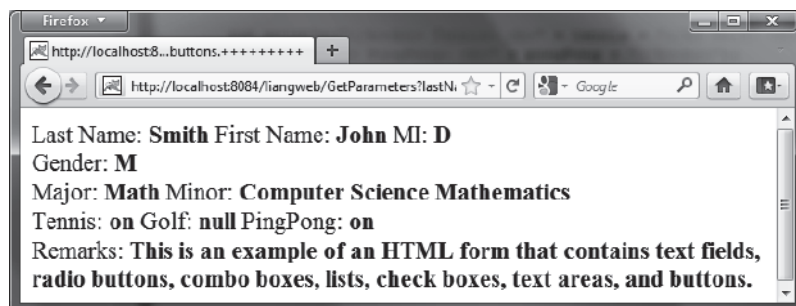 Firefox
http://localhost:8...buttons.+++++++++
http://localhost:8084/liangweb/GetParameters?lastN
Google
Last Name: Smith First Name: John MI: D
Gender: M
Major: Math Minor: Computer Science Mathematics
Tennis: on Golf: null PingPong: on
Remarks: This is an example of an HTML form that contains text fields,
radio buttons, combo boxes, lists, check boxes, text areas, and buttons.